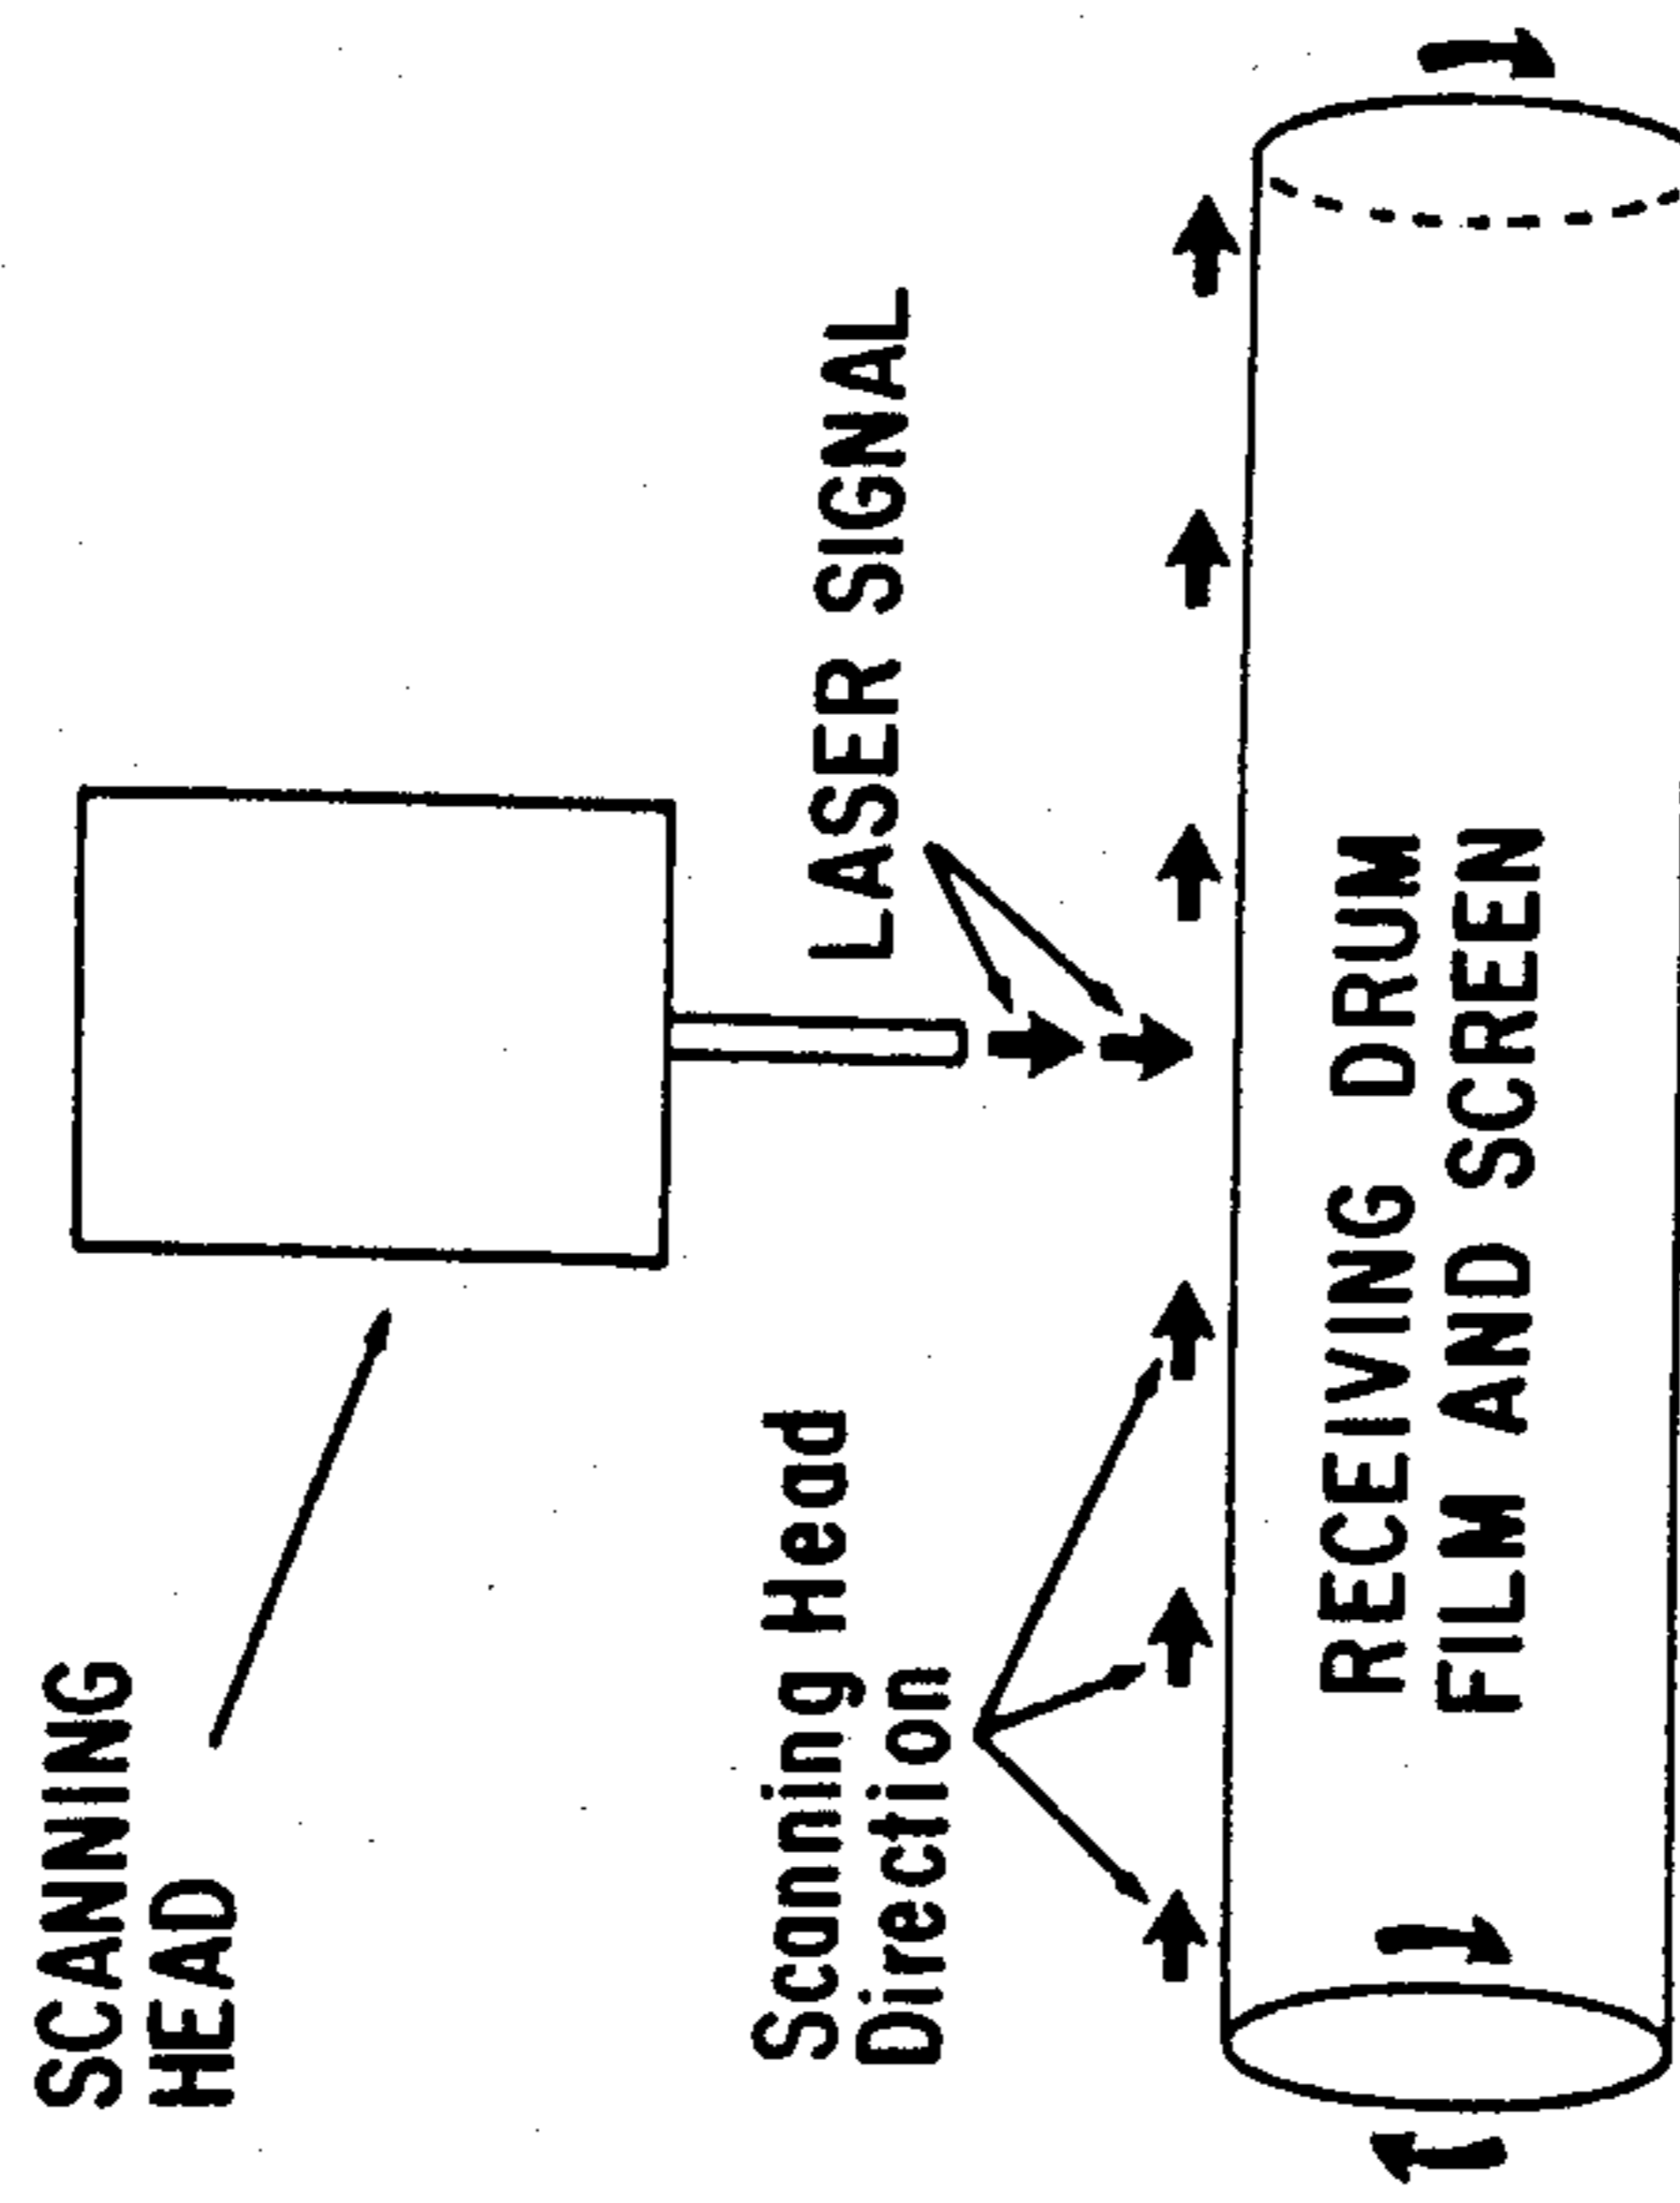 SCANNING
HEAD
LASER SIGNAL
Scanning Head
Direction
RECEIVING DRUM
FILM AND SCREEN